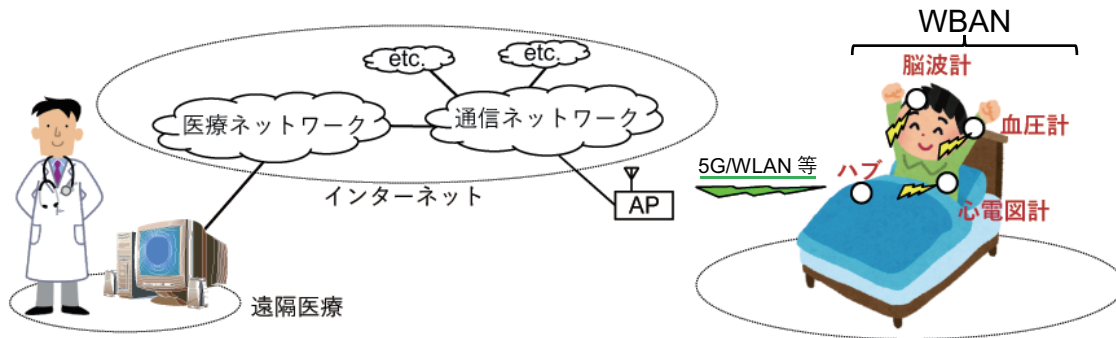 WBAN
etc.
etc.
脳波計
医療ネットワーク
通信ネットワーク
血圧計
5G/WLAN 等
ハブ
インターネット
AP
心電図計
遠隔医療